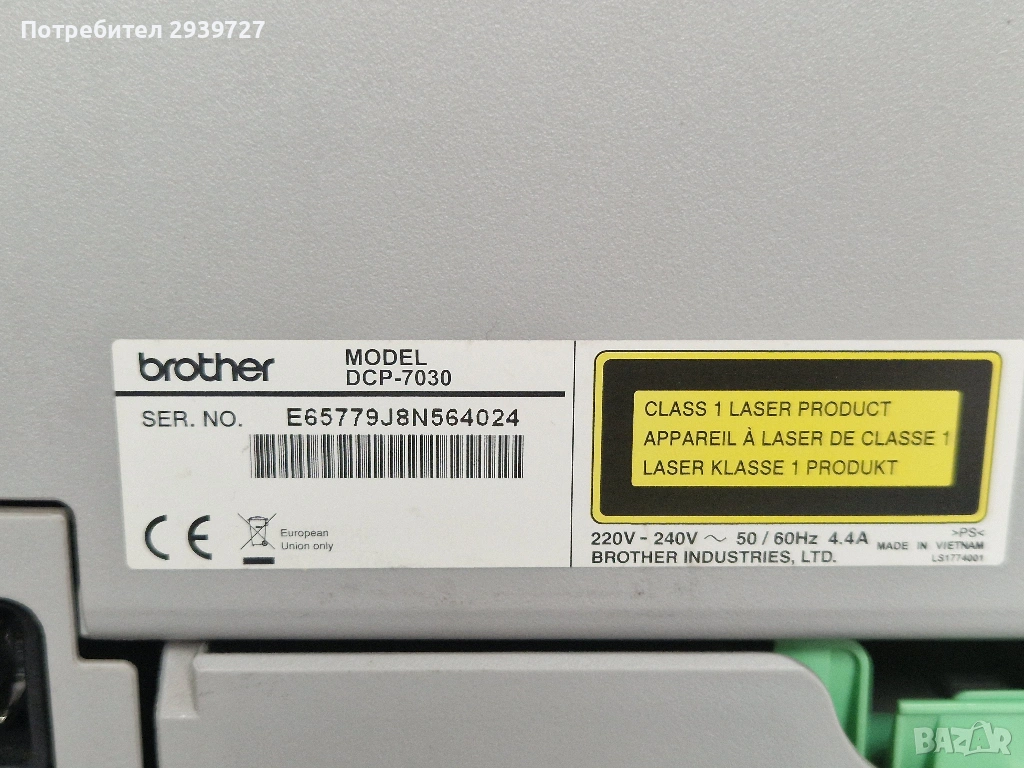 Потребител 2939727
brother
MODEL
DCP-7030
SER. NO. E65779J8N564024
CE
European
Union only
CLASS 1 LASER PRODUCT
APPAREIL À LASER DE CLASSE 1
LASER KLASSE 1 PRODUKT
220V - 240V ~ 50 / 60Hz 4.4A
BROTHER INDUSTRIES, LTD.
>PS<
MADE IN VIETNAM
LS1774001
BAZAR